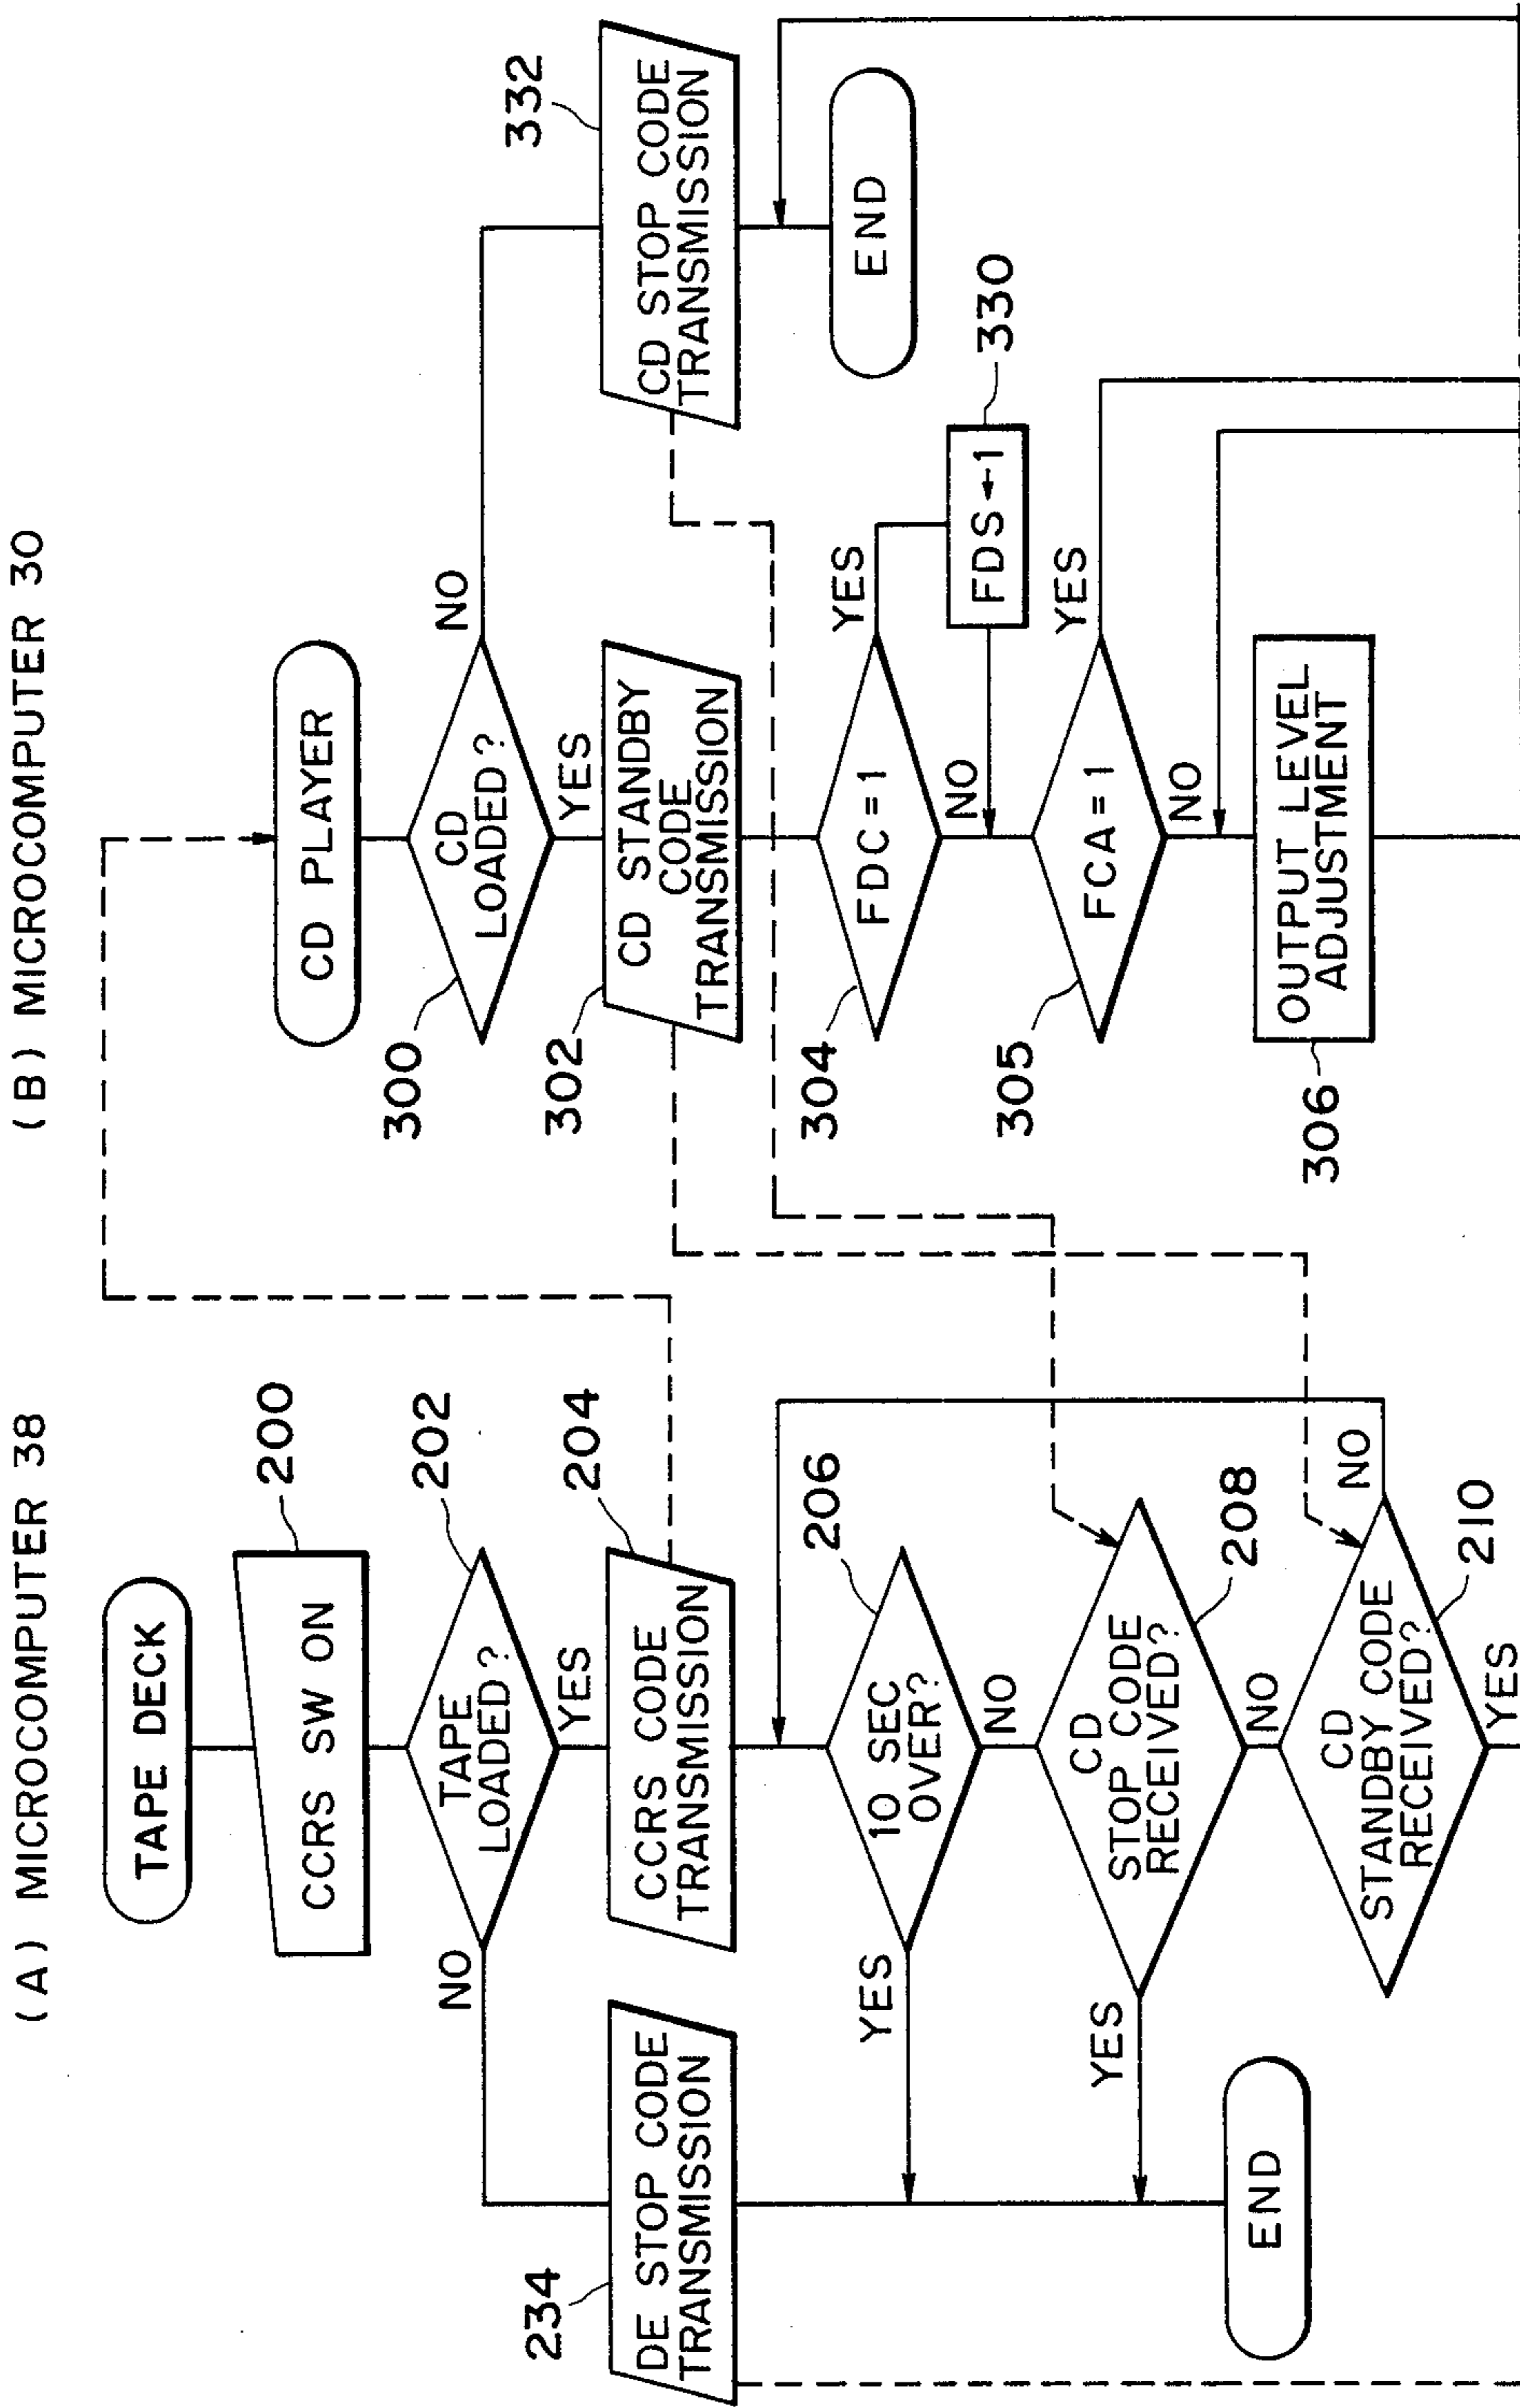 (A) MICROCOMPUTER 38
TAPE DECK
CCRS SW ON
200
TAPE
LOADED?
202
NO
YES
DE STOP CODE
TRANSMISSION
234
CCRS CODE
TRANSMISSION
204
10 SEC
OVER?
206
YES
NO
CD
STOP CODE
RECEIVED?
208
YES
NO
CD
STANDBY CODE
RECEIVED?
210
NO
YES
END
(B) MICROCOMPUTER 30
CD PLAYER
CD
LOADED?
300
NO
YES
CD STANDBY
CODE
TRANSMISSION
302
CD STOP CODE
TRANSMISSION
332
END
FDC=1
304
YES
NO
FDS←1
330
FCA=1
305
YES
NO
OUTPUT LEVEL
ADJUSTMENT
306